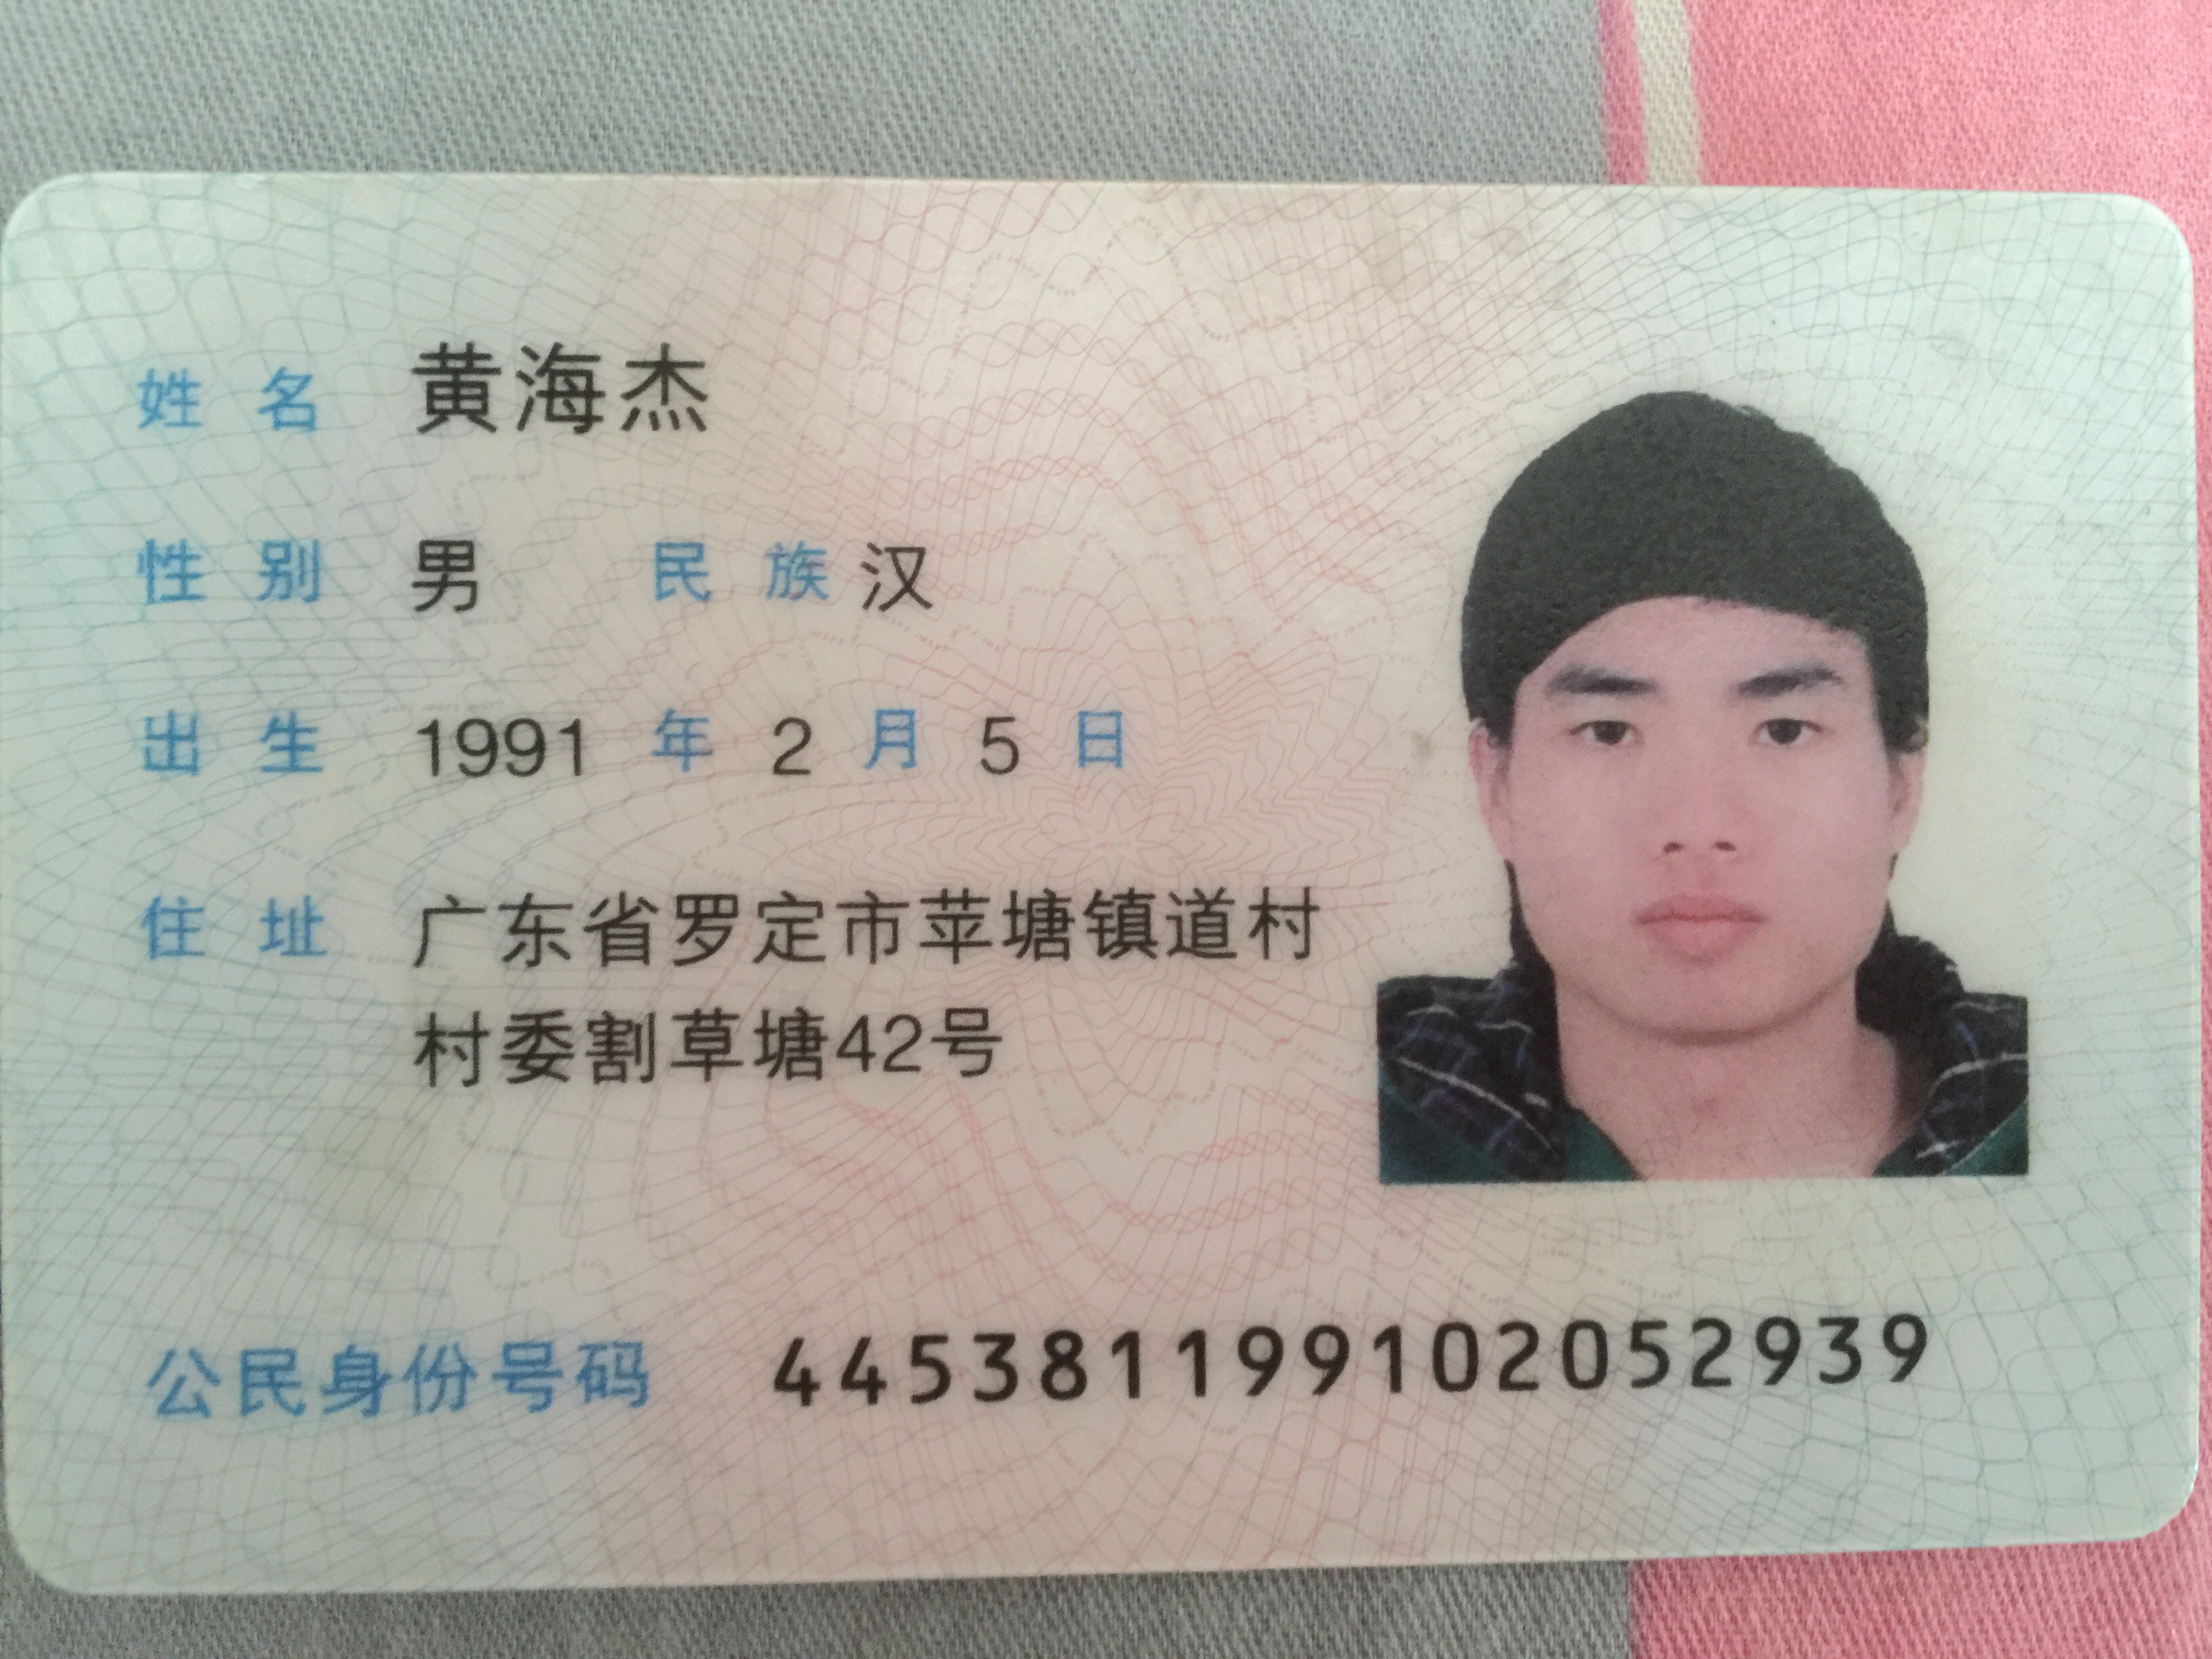 姓名 黄海杰
性别 男 民族 汉
出生 1991 年 2 月 5 日
住址 广东省罗定市苹塘镇道村
村委割草塘42号
公民身份号码 445381199102052939